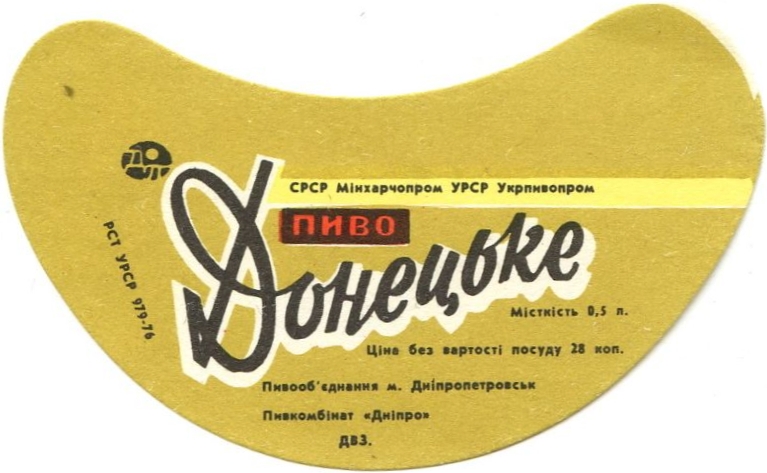 СРСР Мінхарчопром УРСР Укрпивопром
ПИВО
Донецьке
РСТ УРСР 979-76
Місткість 0,5 л.
Ціна без вартості посуду 28 коп.
Пивооб'єднання м. Дніпропетровськ
Пивкомбінат «Дніпро»
ДВЗ.